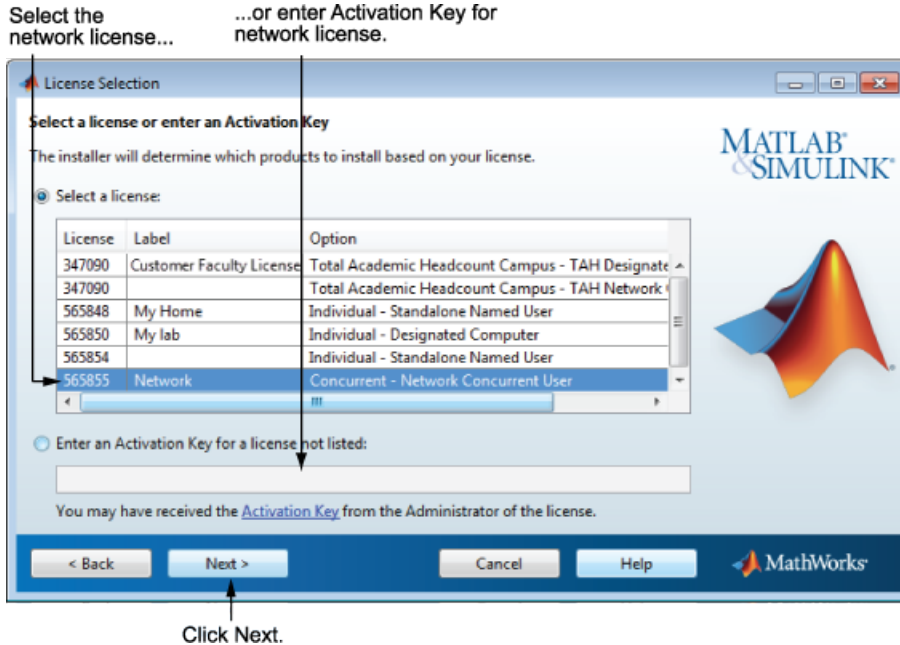 Select the
network license...
...or enter Activation Key for
network license.
License Selection
Select a license or enter an Activation Key
The installer will determine which products to install based on your license.
MATLAB®
&SIMULINK®
Select a license:
License Label Option
347090 Customer Faculty License Total Academic Headcount Campus - TAH Designate
347090 Total Academic Headcount Campus - TAH Network
565848 My Home Individual - Standalone Named User
565850 My lab Individual - Designated Computer
565854 Individual - Standalone Named User
565855 Network Concurrent - Network Concurrent User
Enter an Activation Key for a license not listed:
You may have received the Activation Key from the Administrator of the license.
< Back Next > Cancel Help MathWorks®
Click Next.